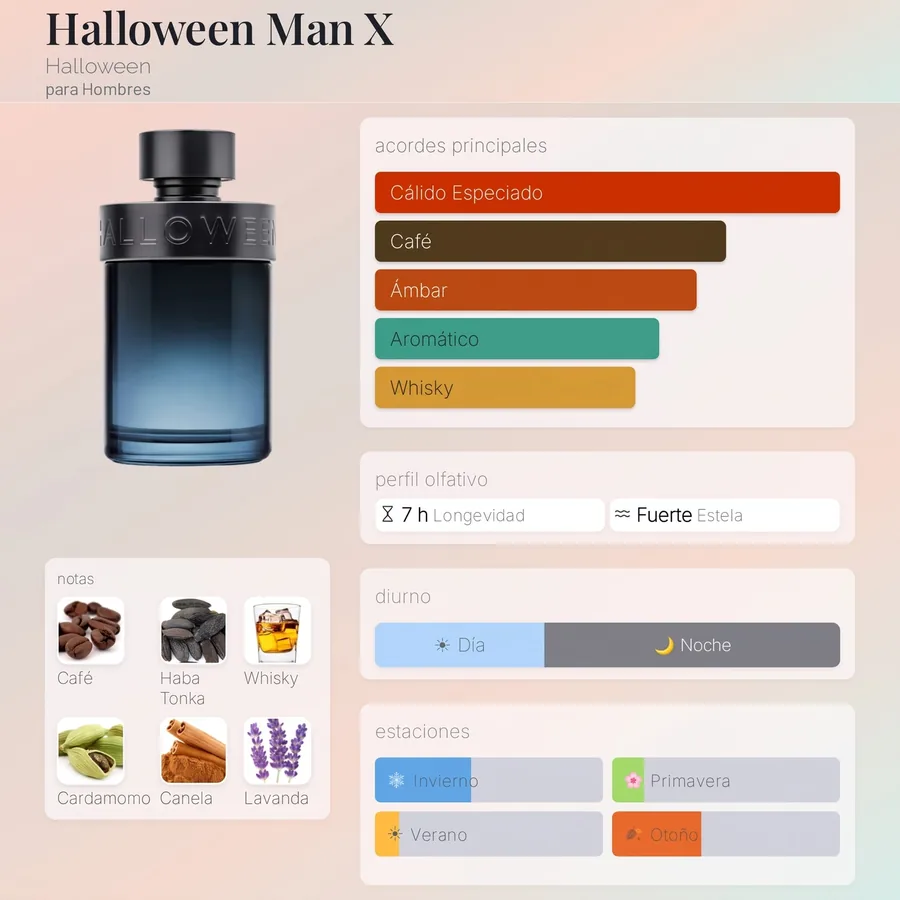 Halloween Man X
Halloween
para Hombres
HALLOWEEN
acordes principales
Cálido Especiado
Café
Ámbar
Aromático
Whisky
perfil olfativo
7 h Longevidad
Fuerte Estela
diurno
Día
Noche
estaciones
Invierno
Primavera
Verano
Otoño
notas
Café
Haba
Tonka
Whisky
Cardamomo
Canela
Lavanda